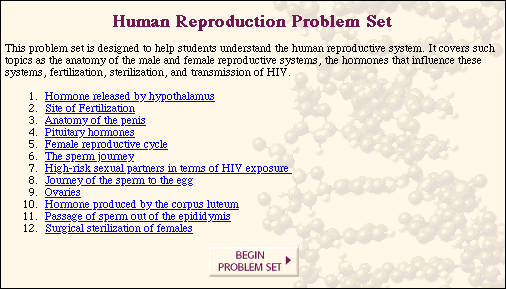 Human Reproduction Problem Set
This problem set is designed to help students understand the human reproductive system. It covers such
topics as the anatomy of the male and female reproductive systems, the hormones that influence these
systems, fertilization, sterilization, and transmission of HIV.
1. Hormone released by hypothalamus
2. Site of Fertilization
3. Anatomy of the penis
4. Pituitary hormones
5. Female reproductive cycle
6. The sperm journey
7. High-risk sexual partners in terms of HIV exposure
8. Journey of the sperm to the egg
9. Ovaries
10. Hormone produced by the corpus luteum
11. Passage of sperm out of the epididymis
12. Surgical sterilization of females
BEGIN
PROBLEM SET